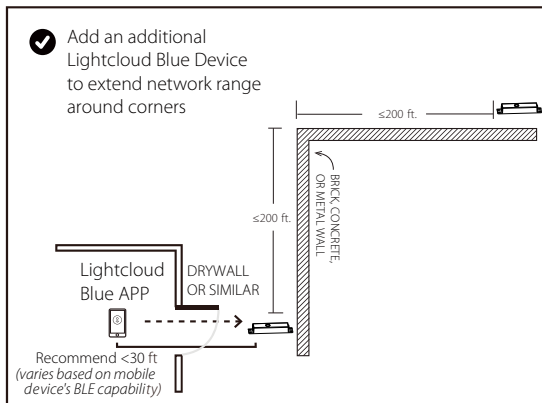 Add an additional
Lightcloud Blue Device
to extend network range
around corners
≤200 ft.
≤200 ft.
BRICK, CONCRETE,
OR METAL WALL
Lightcloud
Blue APP
DRYWALL
OR SIMILAR
Recommend <30 ft
(varies based on mobile
device's BLE capability)